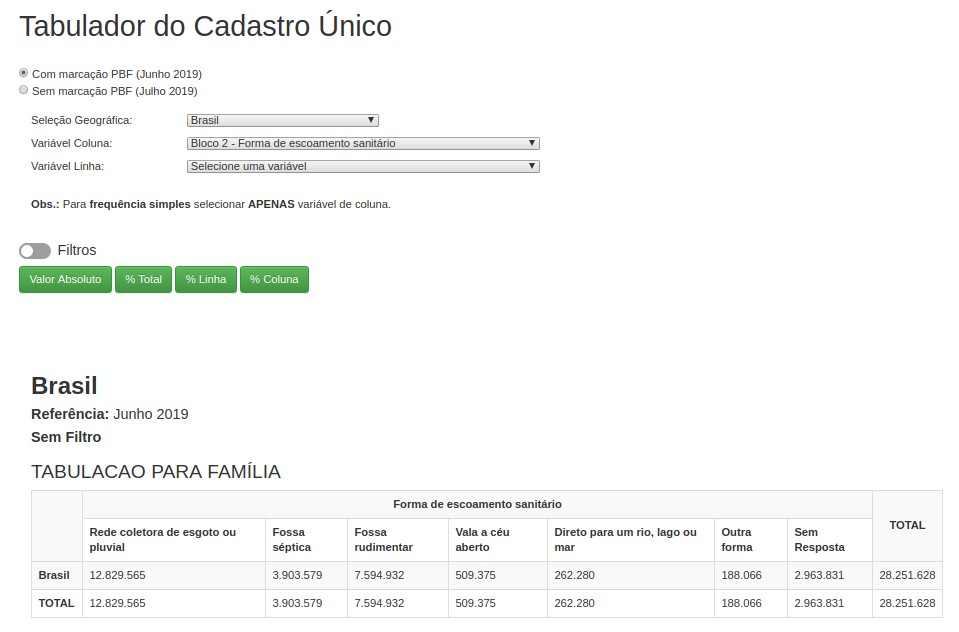 Tabulador do Cadastro Único
Com marcação PBF (Junho 2019)
Sem marcação PBF (Julho 2019)
Seleção Geográfica: Brasil
Variável Coluna: Bloco 2 - Forma de escoamento sanitário
Variável Linha: Selecione uma variável
Obs.: Para frequência simples selecionar APENAS variável de coluna.
Filtros
Valor Absoluto % Total % Linha % Coluna
Brasil
Referência: Junho 2019
Sem Filtro
TABULACAO PARA FAMÍLIA
Forma de escoamento sanitário TOTAL
Rede coletora de esgoto ou pluvial Fossa séptica Fossa rudimentar Vala a céu aberto Direto para um rio, lago ou mar Outra forma Sem Resposta
Brasil 12.829.565 3.903.579 7.594.932 509.375 262.280 188.066 2.963.831 28.251.628
TOTAL 12.829.565 3.903.579 7.594.932 509.375 262.280 188.066 2.963.831 28.251.628